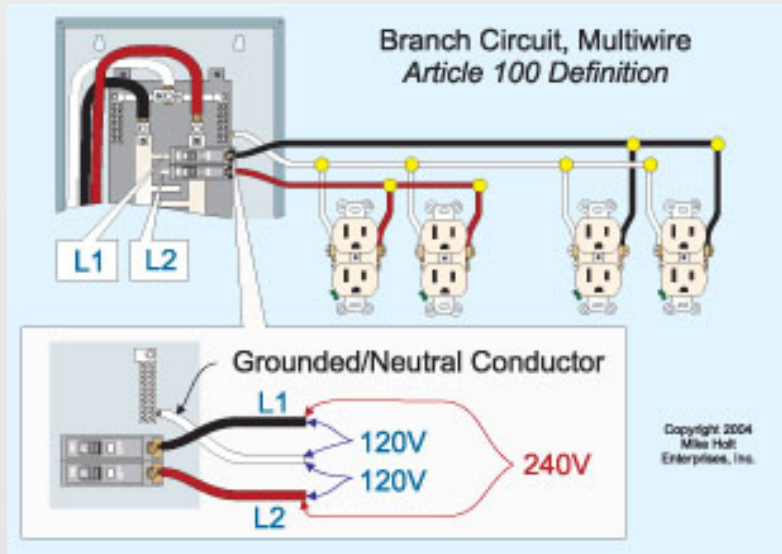 Branch Circuit, Multiwire
Article 100 Definition
L1
L2
Grounded/Neutral Conductor
L1
120V
240V
120V
L2
Copyright 2004
Mike Holt
Enterprises, Inc.